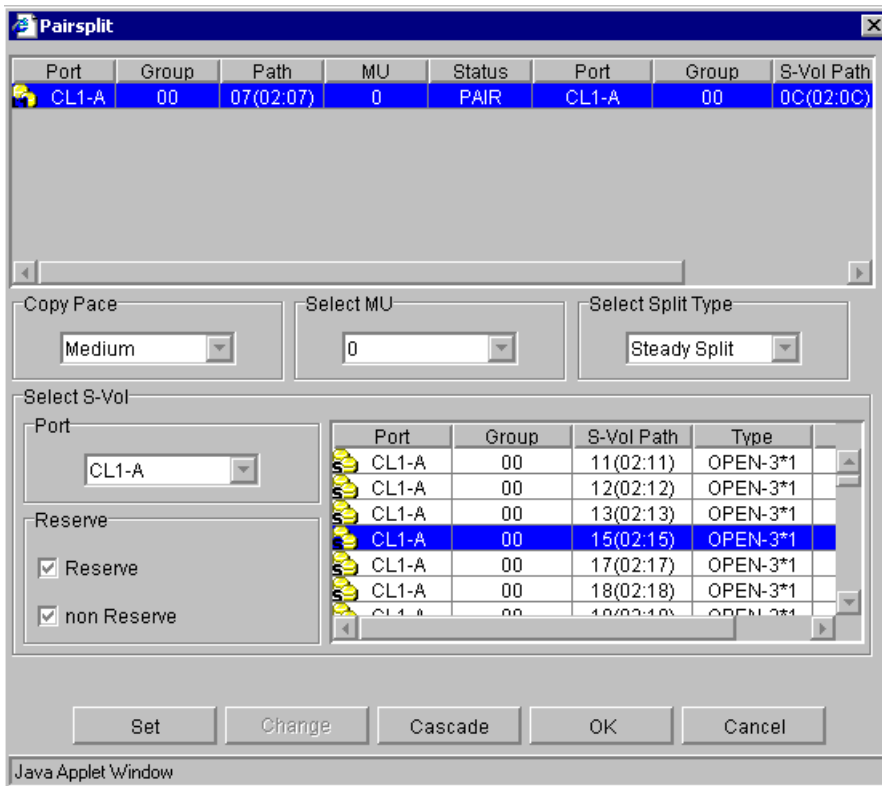 Pairsplit
Port Group Path MU Status Port Group S-Vol Path
CL1-A 00 07(02:07) 0 PAIR CL1-A 00 0C(02:0C)
Copy Pace Select MU Select Split Type
Medium 0 Steady Split
Select S-Vol
Port
CL1-A
Reserve
Reserve
non Reserve
Port Group S-Vol Path Type
CL1-A 00 11(02:11) OPEN-3*1
CL1-A 00 12(02:12) OPEN-3*1
CL1-A 00 13(02:13) OPEN-3*1
CL1-A 00 15(02:15) OPEN-3*1
CL1-A 00 17(02:17) OPEN-3*1
CL1-A 00 18(02:18) OPEN-3*1
Set Change Cascade OK Cancel
Java Applet Window